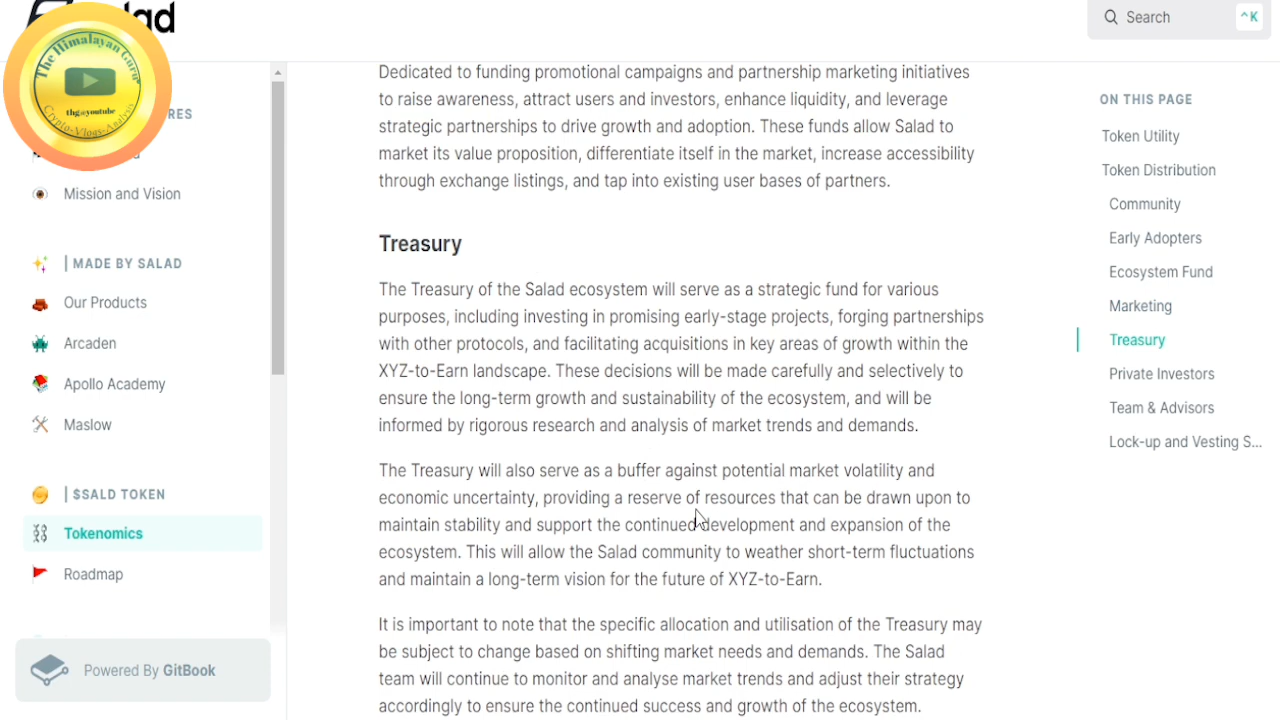 lad
Search
^K
The Himalayan Guru
thg@youtube
Crypto-Vlogs-Analysis
RES
Mission and Vision
| MADE BY SALAD
Our Products
Arcaden
Apollo Academy
Maslow
| $SALD TOKEN
Tokenomics
Roadmap
Powered By GitBook
Dedicated to funding promotional campaigns and partnership marketing initiatives
to raise awareness, attract users and investors, enhance liquidity, and leverage
strategic partnerships to drive growth and adoption. These funds allow Salad to
market its value proposition, differentiate itself in the market, increase accessibility
through exchange listings, and tap into existing user bases of partners.
Treasury
The Treasury of the Salad ecosystem will serve as a strategic fund for various
purposes, including investing in promising early-stage projects, forging partnerships
with other protocols, and facilitating acquisitions in key areas of growth within the
XYZ-to-Earn landscape. These decisions will be made carefully and selectively to
ensure the long-term growth and sustainability of the ecosystem, and will be
informed by rigorous research and analysis of market trends and demands.
The Treasury will also serve as a buffer against potential market volatility and
economic uncertainty, providing a reserve of resources that can be drawn upon to
maintain stability and support the continued development and expansion of the
ecosystem. This will allow the Salad community to weather short-term fluctuations
and maintain a long-term vision for the future of XYZ-to-Earn.
It is important to note that the specific allocation and utilisation of the Treasury may
be subject to change based on shifting market needs and demands. The Salad
team will continue to monitor and analyse market trends and adjust their strategy
accordingly to ensure the continued success and growth of the ecosystem.
ON THIS PAGE
Token Utility
Token Distribution
Community
Early Adopters
Ecosystem Fund
Marketing
Treasury
Private Investors
Team & Advisors
Lock-up and Vesting S...